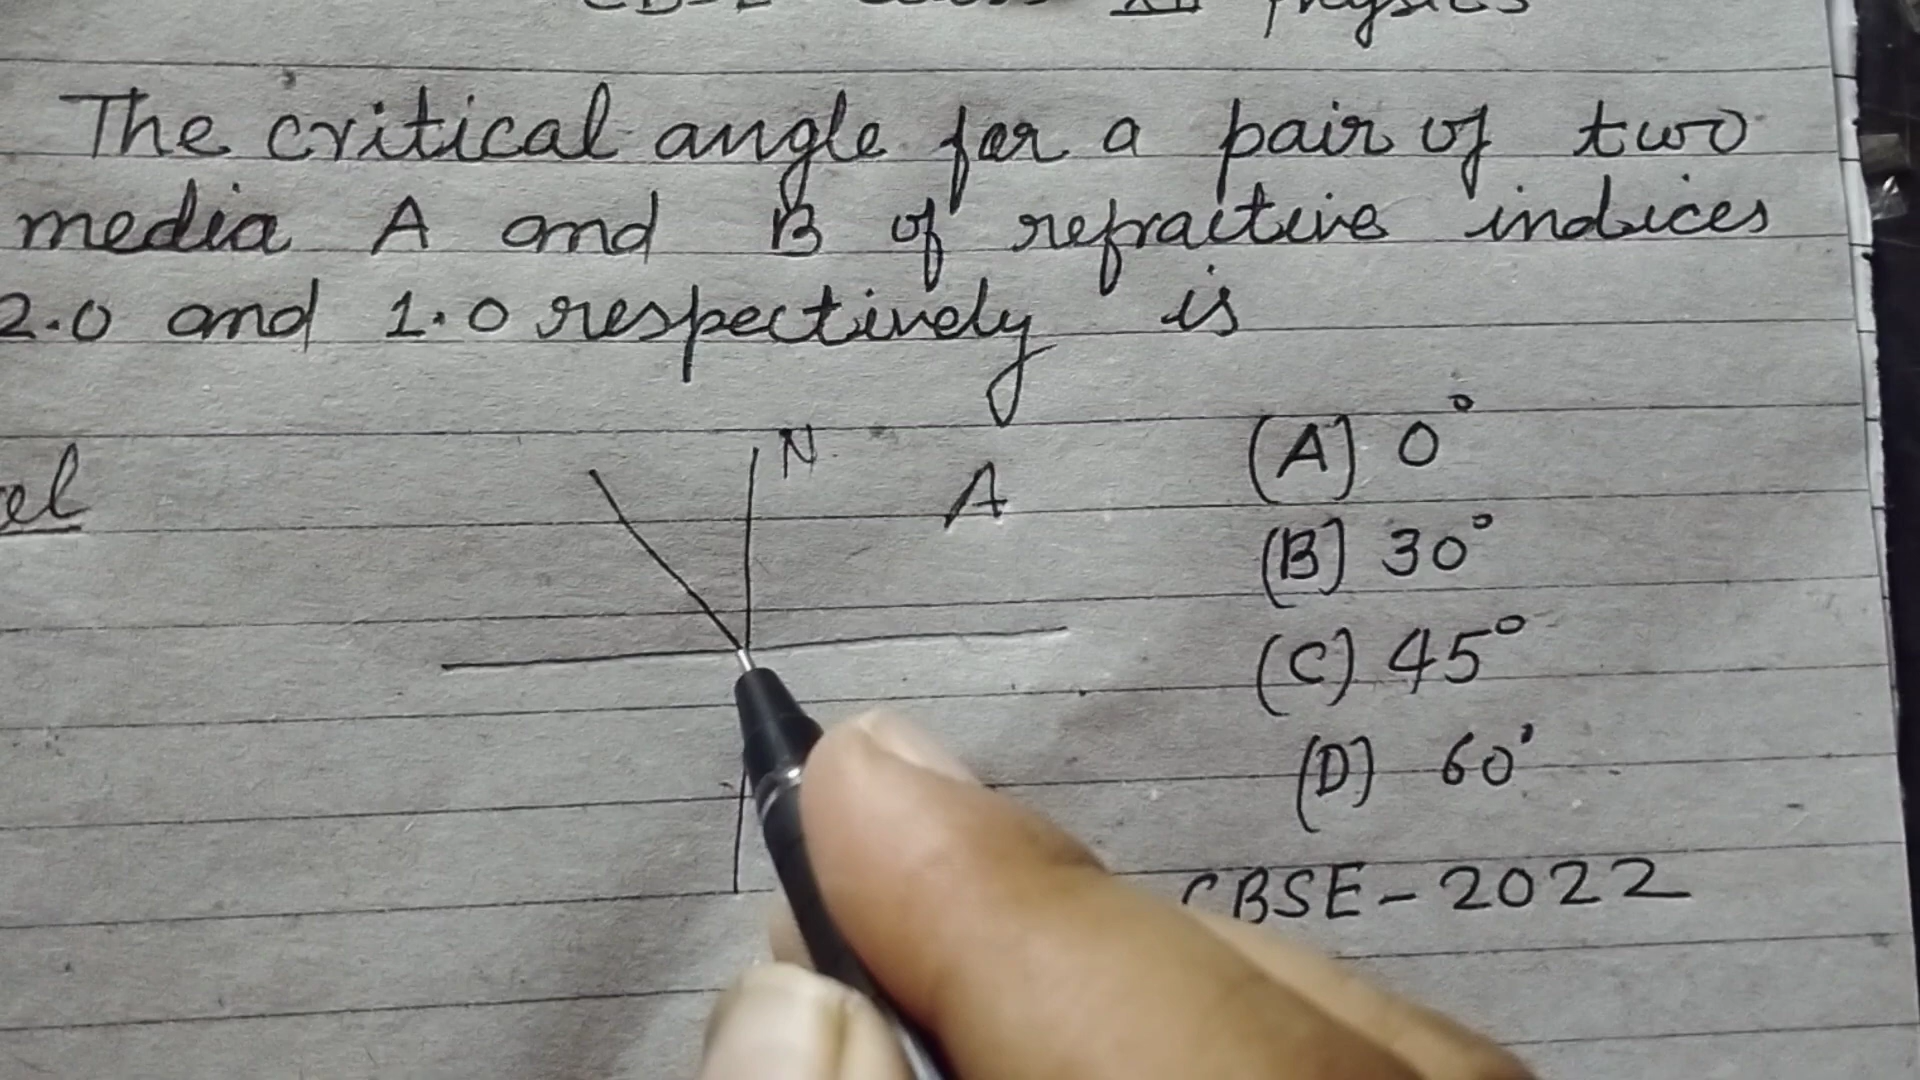 Physics
The critical angle for a pair of two
media A and B of refractive indices
2.0 and 1.0 respectively is
N
A
(A) 0°
(B) 30°
(C) 45°
(D) 60°
CBSE-2022